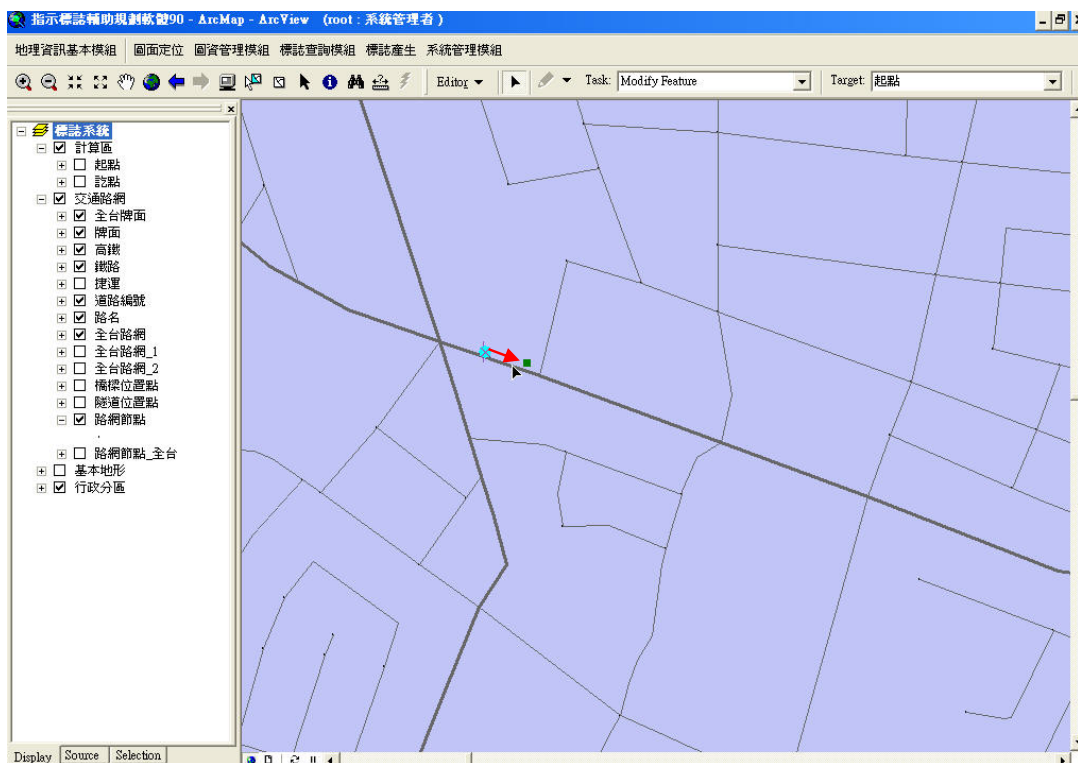 指示標誌輔助規劃軟體90 - ArcMap - ArcView (root : 系統管理者)
地理資訊基本模組 圖面定位 圖資管理模組 標誌查詢模組 標誌產生 系統管理模組
Editor Task: Modify Feature Target: 起點
標誌系統
計算區
起點
訖點
交通路網
全台牌面
牌面
高鐵
鐵路
捷運
道路編號
路名
全台路網
全台路網_1
全台路網_2
橋樑位置點
隧道位置點
路網節點
路網節點_全台
基本地形
行政分區
Display Source Selection